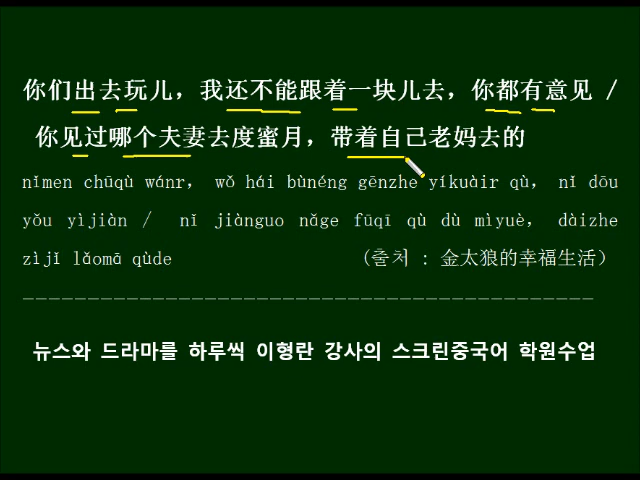 你们出去玩儿，我还不能跟着一块儿去，你都有意见 /
你见过哪个夫妻去度蜜月，带着自己老妈去的
nǐmen chūqù wánr， wǒ hái bùnéng gēnzhe yíkuàir qù， nǐ dōu
yǒu yìjiàn / nǐ jiànguo nǎge fūqī qù dù mìyuè， dàizhe
zìjǐ lǎomā qùde （출처 : 金太狼的幸福生活）
뉴스와 드라마를 하루씩 이형란 강사의 스크린중국어 학원수업